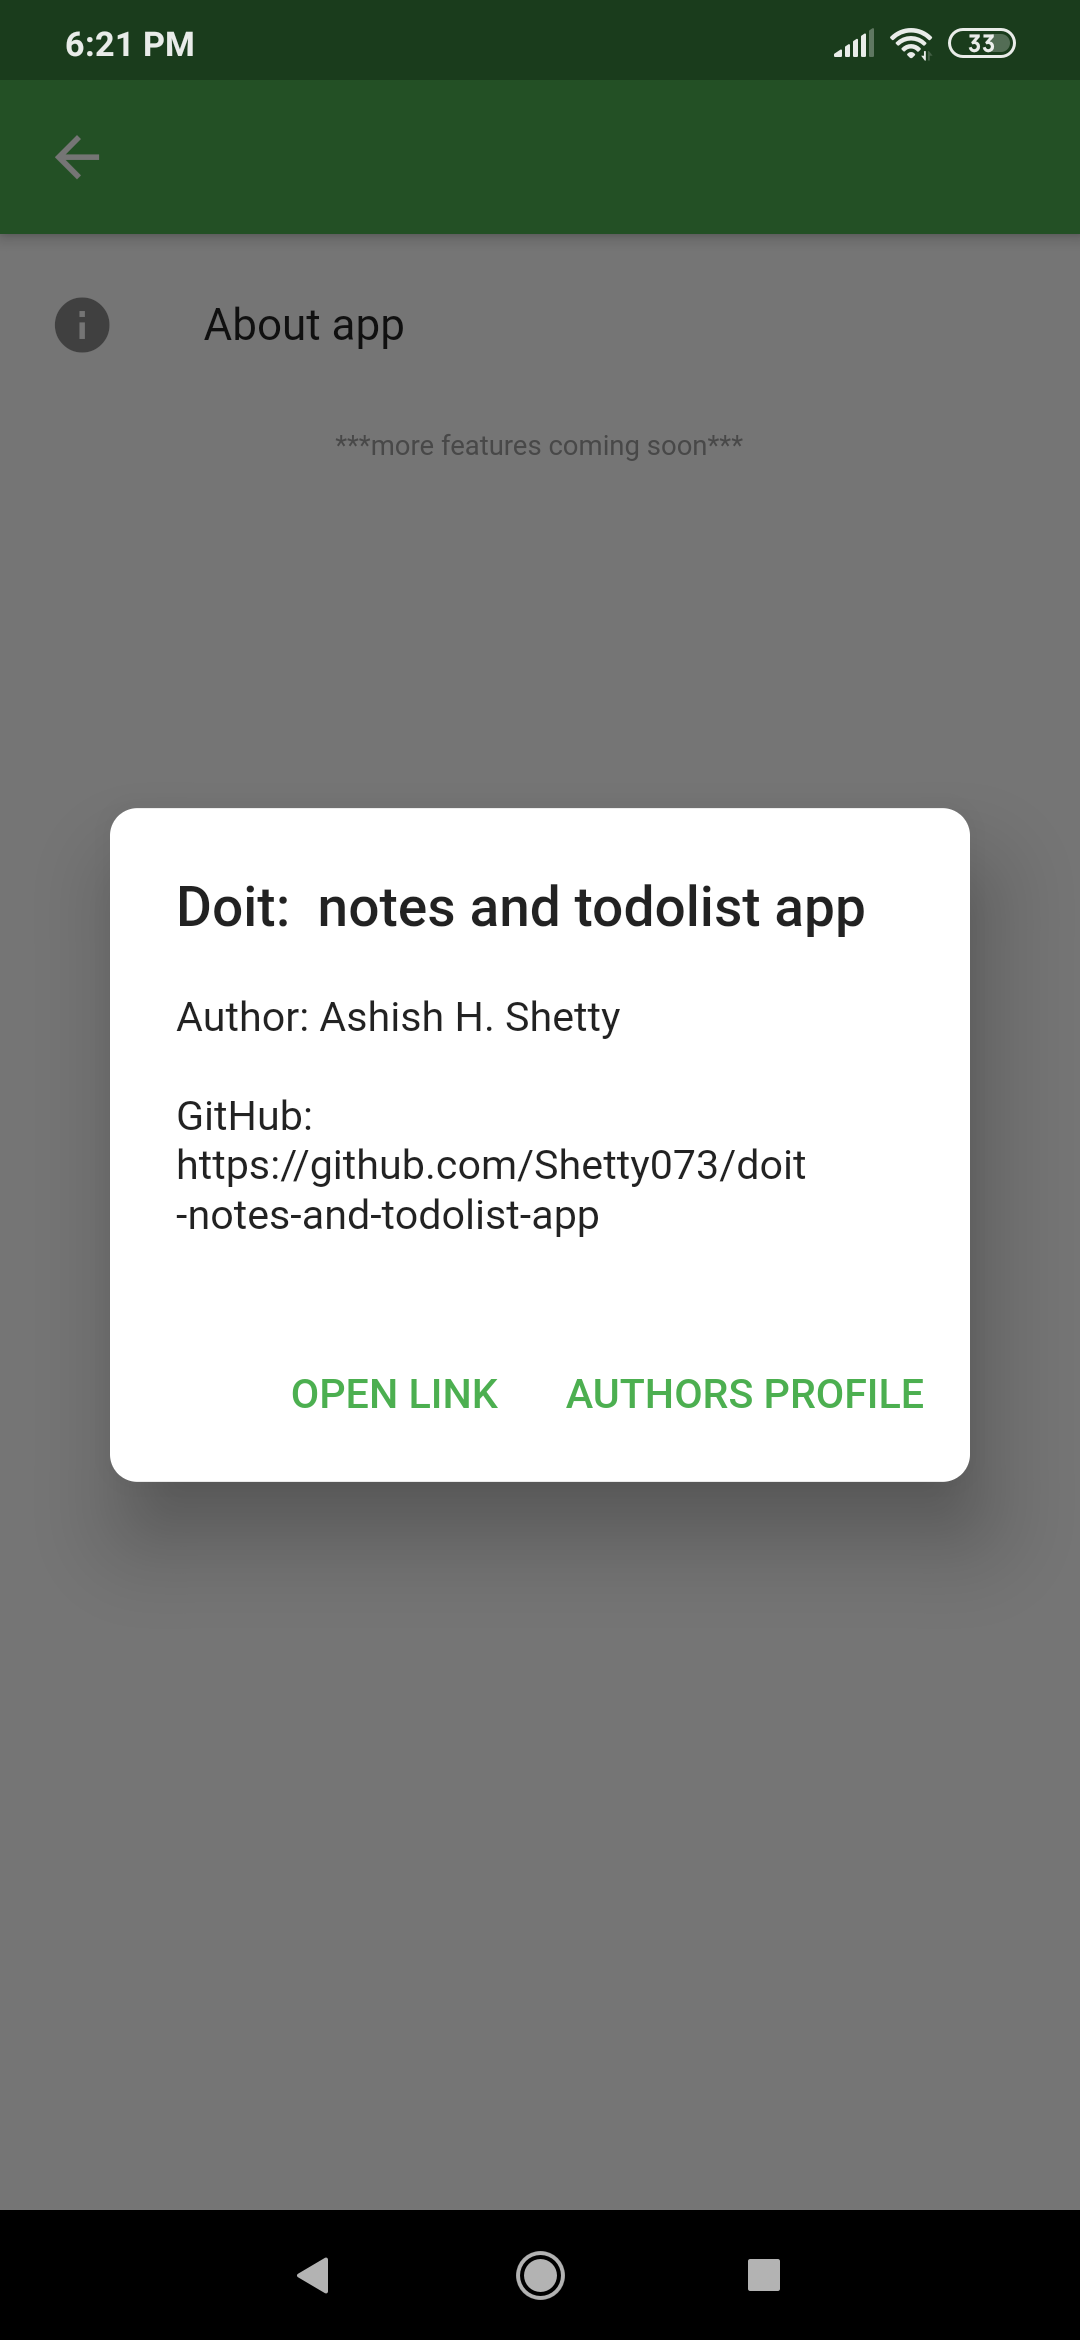 6:21 PM
33
About app
***more features coming soon***
Doit:  notes and todolist app
Author: Ashish H. Shetty
GitHub:
https://github.com/Shetty073/doit
-notes-and-todolist-app
OPEN LINK AUTHORS PROFILE